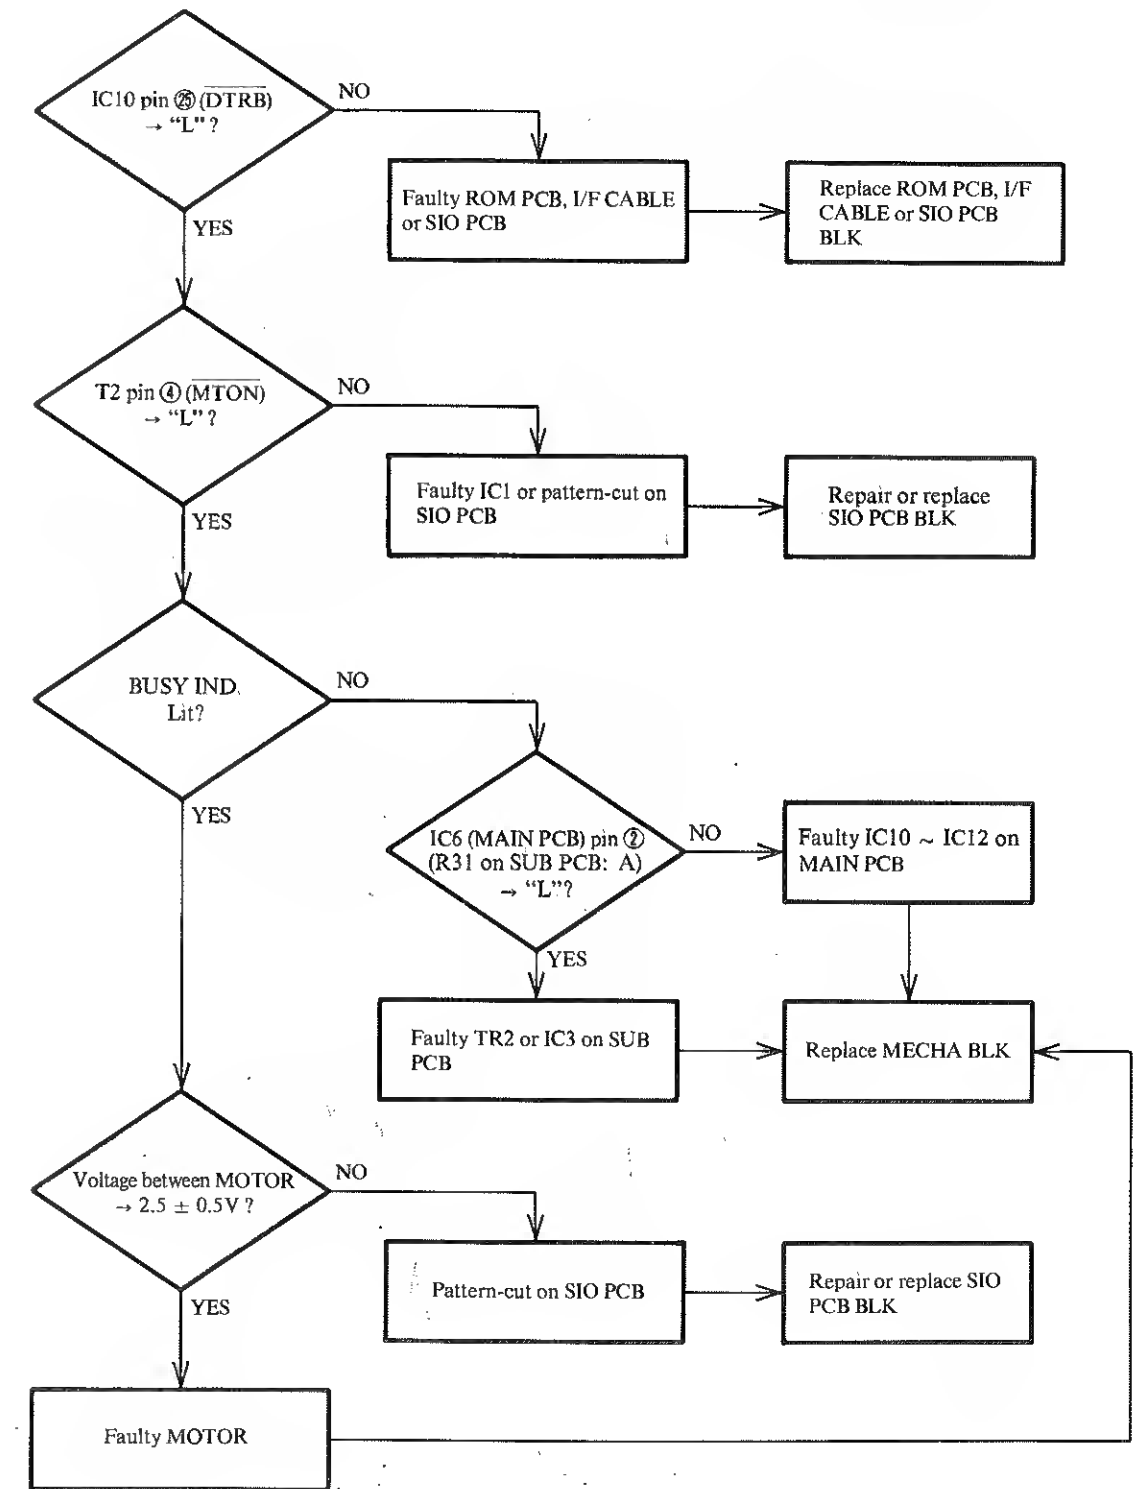 IC10 pin ㉕ (DTRB)
→ “L” ?
NO
Faulty ROM PCB, I/F CABLE
or SIO PCB
Replace ROM PCB, I/F
CABLE or SIO PCB
BLK
YES
T2 pin ④ (MTON)
→ “L” ?
NO
Faulty IC1 or pattern-cut on
SIO PCB
Repair or replace
SIO PCB BLK
YES
BUSY IND.
Lit?
NO
YES
IC6 (MAIN PCB) pin ②
(R31 on SUB PCB: A)
→ “L”?
NO
Faulty IC10 ~ IC12 on
MAIN PCB
YES
Faulty TR2 or IC3 on SUB
PCB
Replace MECHA BLK
Voltage between MOTOR
→ 2.5 ± 0.5V ?
NO
Pattern-cut on SIO PCB
Repair or replace SIO
PCB BLK
YES
Faulty MOTOR